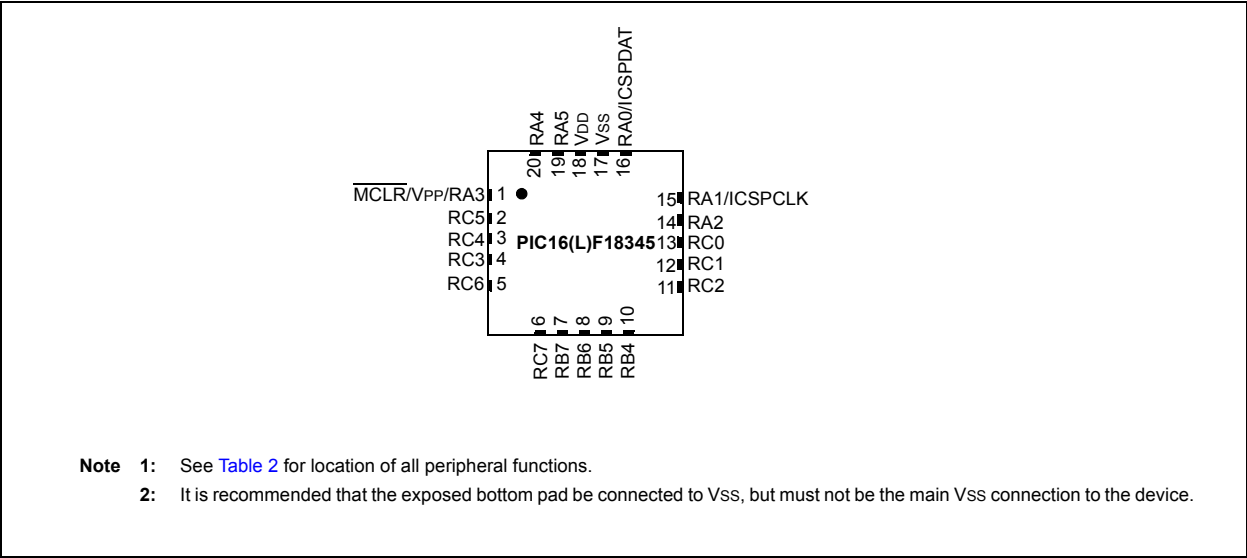 RA4
RA5
VDD
VSS
RA0/ICSPDAT
20
19
18
17
16
MCLR/VPP/RA3 1
RC5 2
RC4 3
RC3 4
RC6 5
PIC16(L)F18345
15 RA1/ICSPCLK
14 RA2
13 RC0
12 RC1
11 RC2
6
7
8
9
10
RC7
RB7
RB6
RB5
RB4
Note 1: See Table 2 for location of all peripheral functions.
2: It is recommended that the exposed bottom pad be connected to VSS, but must not be the main VSS connection to the device.